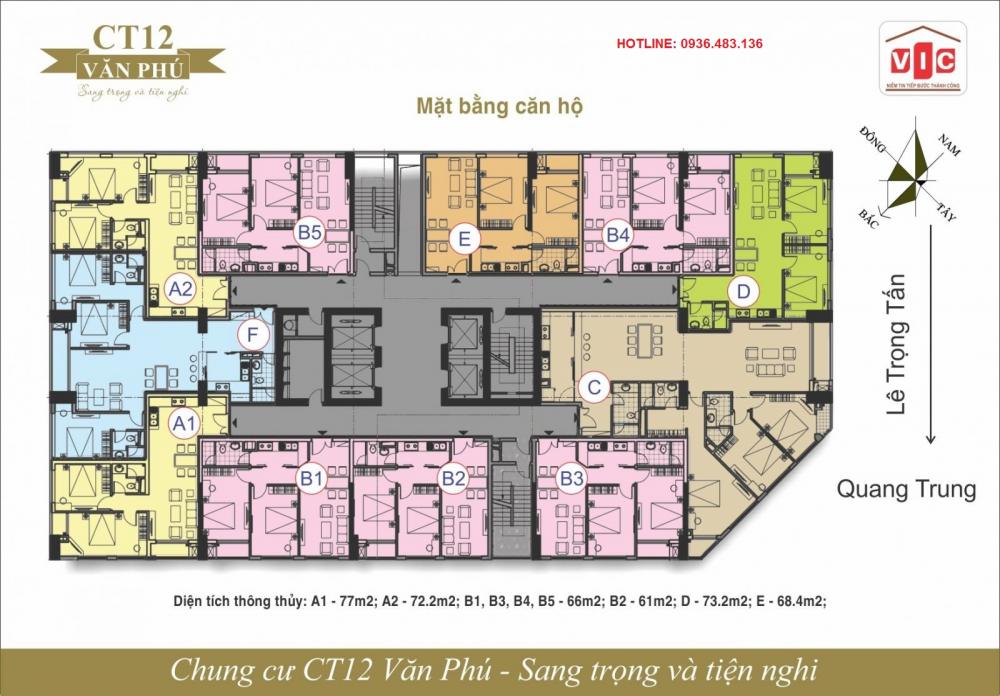 CT12
VĂN PHÚ
Sang trọng và tiện nghi
HOTLINE: 0936.483.136
VIC
NIỀM TIN TIẾP BƯỚC THÀNH CÔNG
Mặt bằng căn hộ
ĐÔNG
NAM
BẮC
TÂY
B5
E
B4
A2
D
F
C
A1
B1
B2
B3
Lê Trọng Tấn
Quang Trung
Diện tích thông thủy: A1 - 77m2; A2 - 72.2m2; B1, B3, B4, B5 - 66m2; B2 - 61m2; D - 73.2m2; E - 68.4m2;
Chung cư CT12 Văn Phú - Sang trọng và tiện nghi